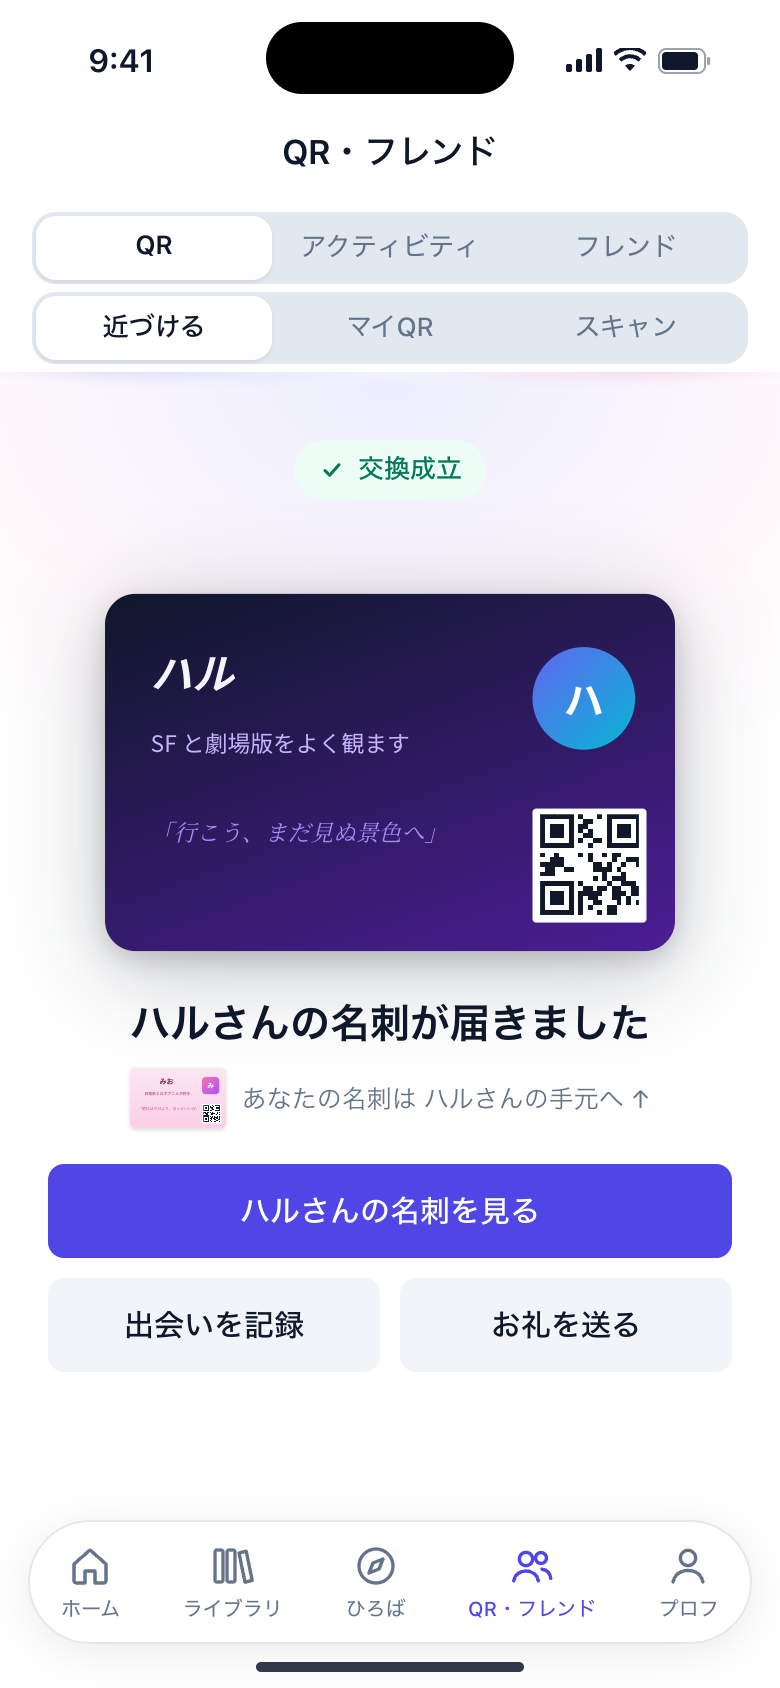 9:41
QR・フレンド
QR
アクティビティ
フレンド
近づける
マイQR
スキャン
交換成立
ハル
ハ
SF と劇場版をよく観ます
「行こう、まだ見ぬ景色へ」
ハルさんの名刺が届きました
みお
み
あなたの名刺は ハルさんの手元へ ↑
ハルさんの名刺を見る
出会いを記録
お礼を送る
ホーム
ライブラリ
ひろば
QR・フレンド
プロフ